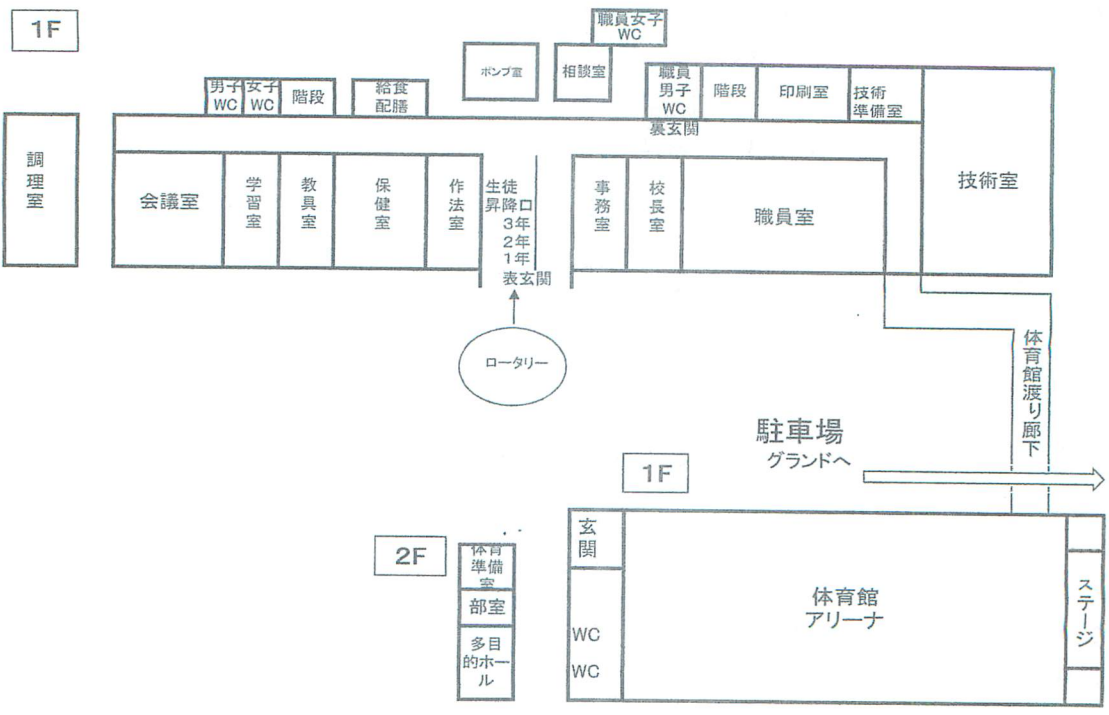 1F
職員女子
WC
ポンプ室
相談室
男子
WC
女子
WC
階段
給食
配膳
職員
男子
WC
階段
印刷室
技術
準備室
裏玄関
調理室
会議室
学習室
教具室
保健室
作法室
生徒
昇降口
3年
2年
1年
表玄関
事務室
校長室
職員室
技術室
ロータリー
体育館渡り廊下
駐車場
グランドへ
1F
2F
体育
準備
室
部室
多目
的ホー
ル
玄関
WC
WC
体育館
アリーナ
ステージ